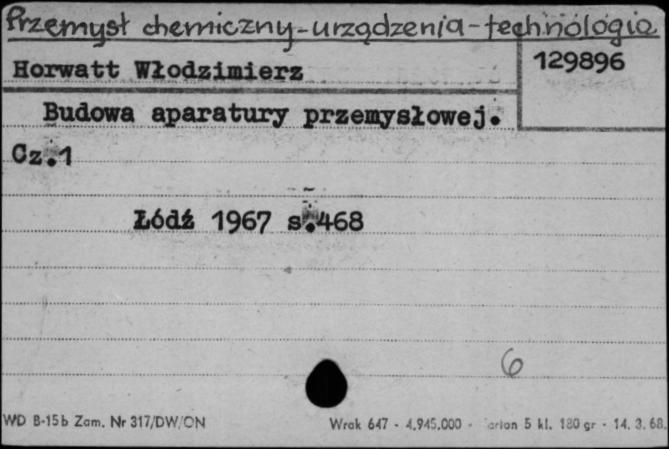 Przemysł chemiczny-urządzenia-technologia
Horwatt Włodzimierz
129896
Budowa aparatury przemysłowej.
Cz.1
Łódź 1967 s.468
6
WD B-15b Zam. Nr 317/DW/ON
Wrak 647 - 4.945.000 - 5 kl. 180 gr - 14. 3. 68.